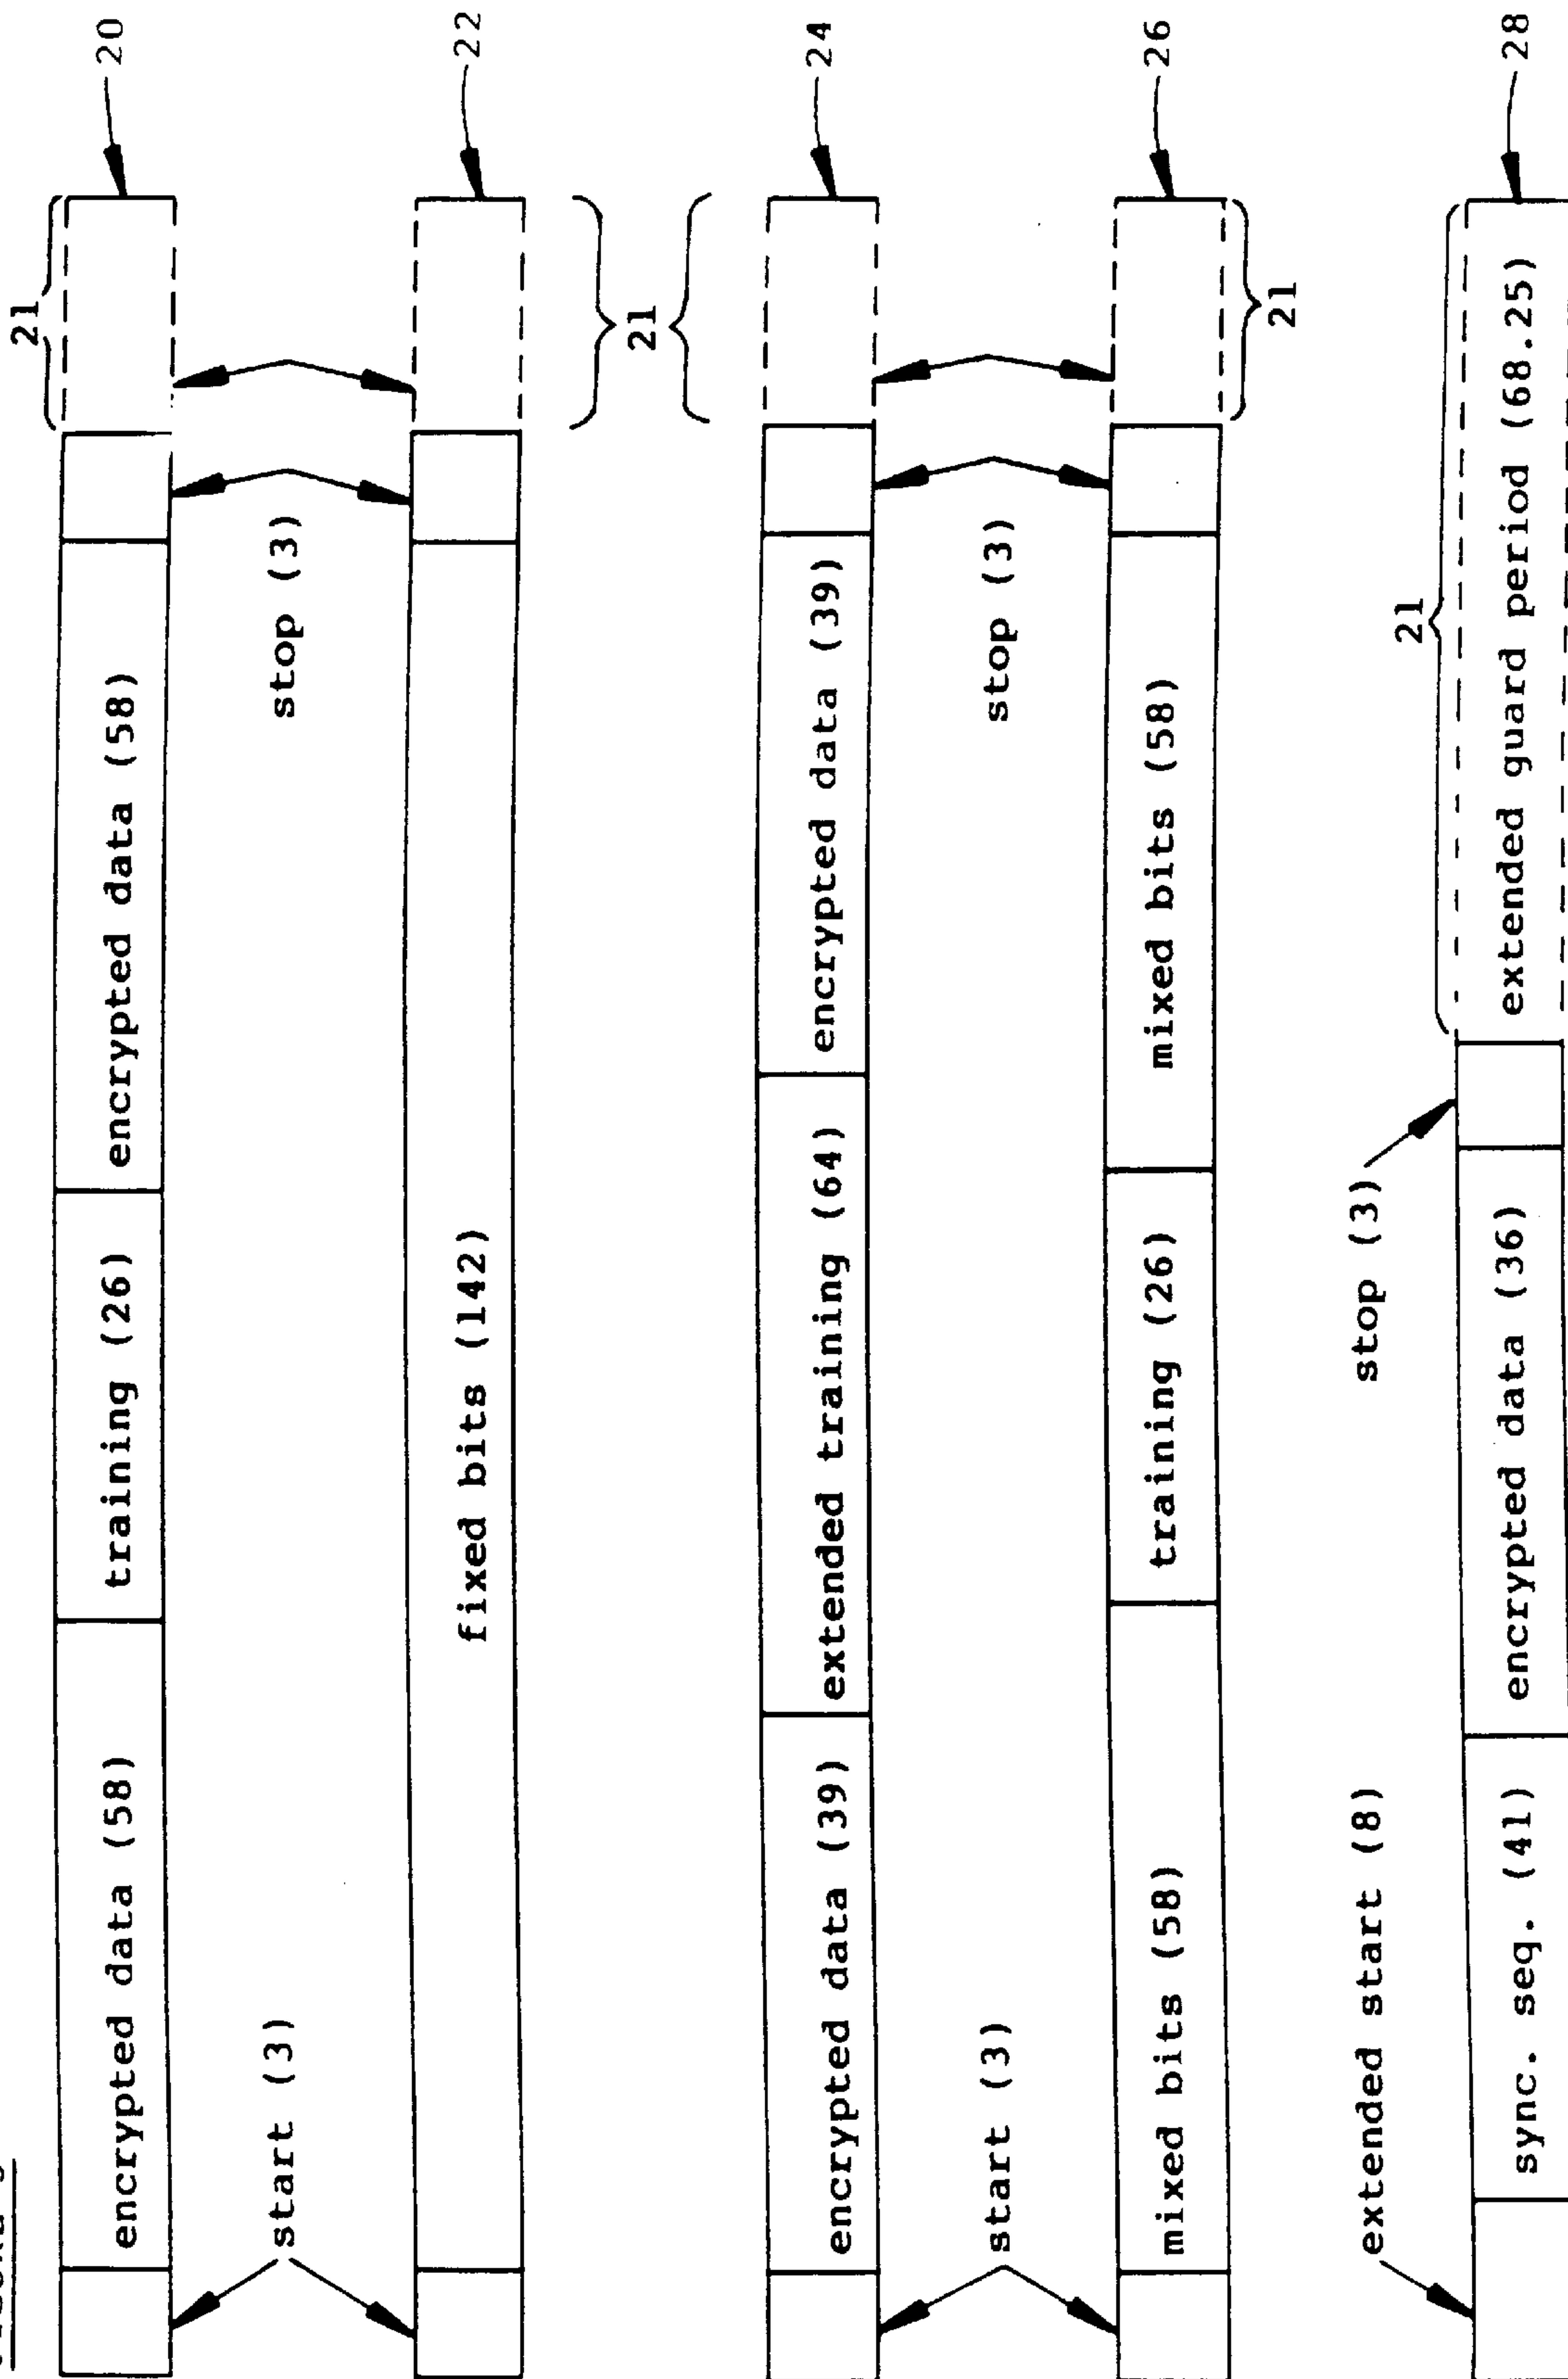 21
20
encrypted data (58)
training (26)
encrypted data (58)
start (3)
stop (3)
22
fixed bits (142)
21
24
encrypted data (39)
extended training (64)
encrypted data (39)
start (3)
stop (3)
26
mixed bits (58)
training (26)
mixed bits (58)
21
extended start (8)
stop (3)
21
28
sync. seq. (41)
encrypted data (36)
extended guard period (68.25)